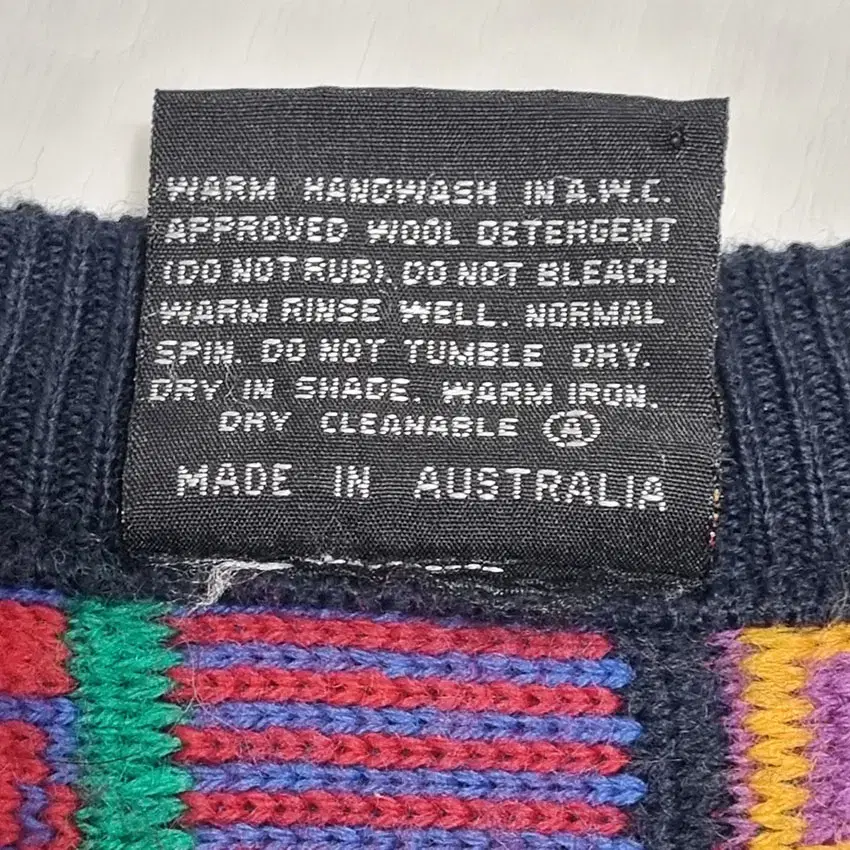 WARM HANDWASH IN A.W.C.
APPROVED WOOL DETERGENT
(DO NOT RUB). DO NOT BLEACH.
WARM RINSE WELL. NORMAL
SPIN. DO NOT TUMBLE DRY.
DRY IN SHADE. WARM IRON.
DRY CLEANABLE Ⓐ
MADE IN AUSTRALIA